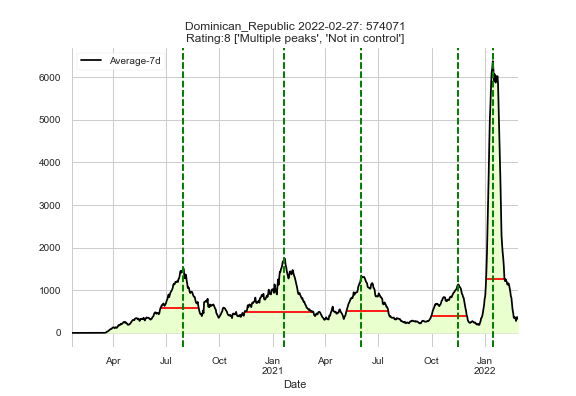 Dominican_Republic 2022-02-27: 574071
Rating:8 ['Multiple peaks', 'Not in control']
Average-7d
6000
5000
4000
3000
2000
1000
0
Apr Jul Oct Jan Apr Jul Oct Jan
2021 2022
Date